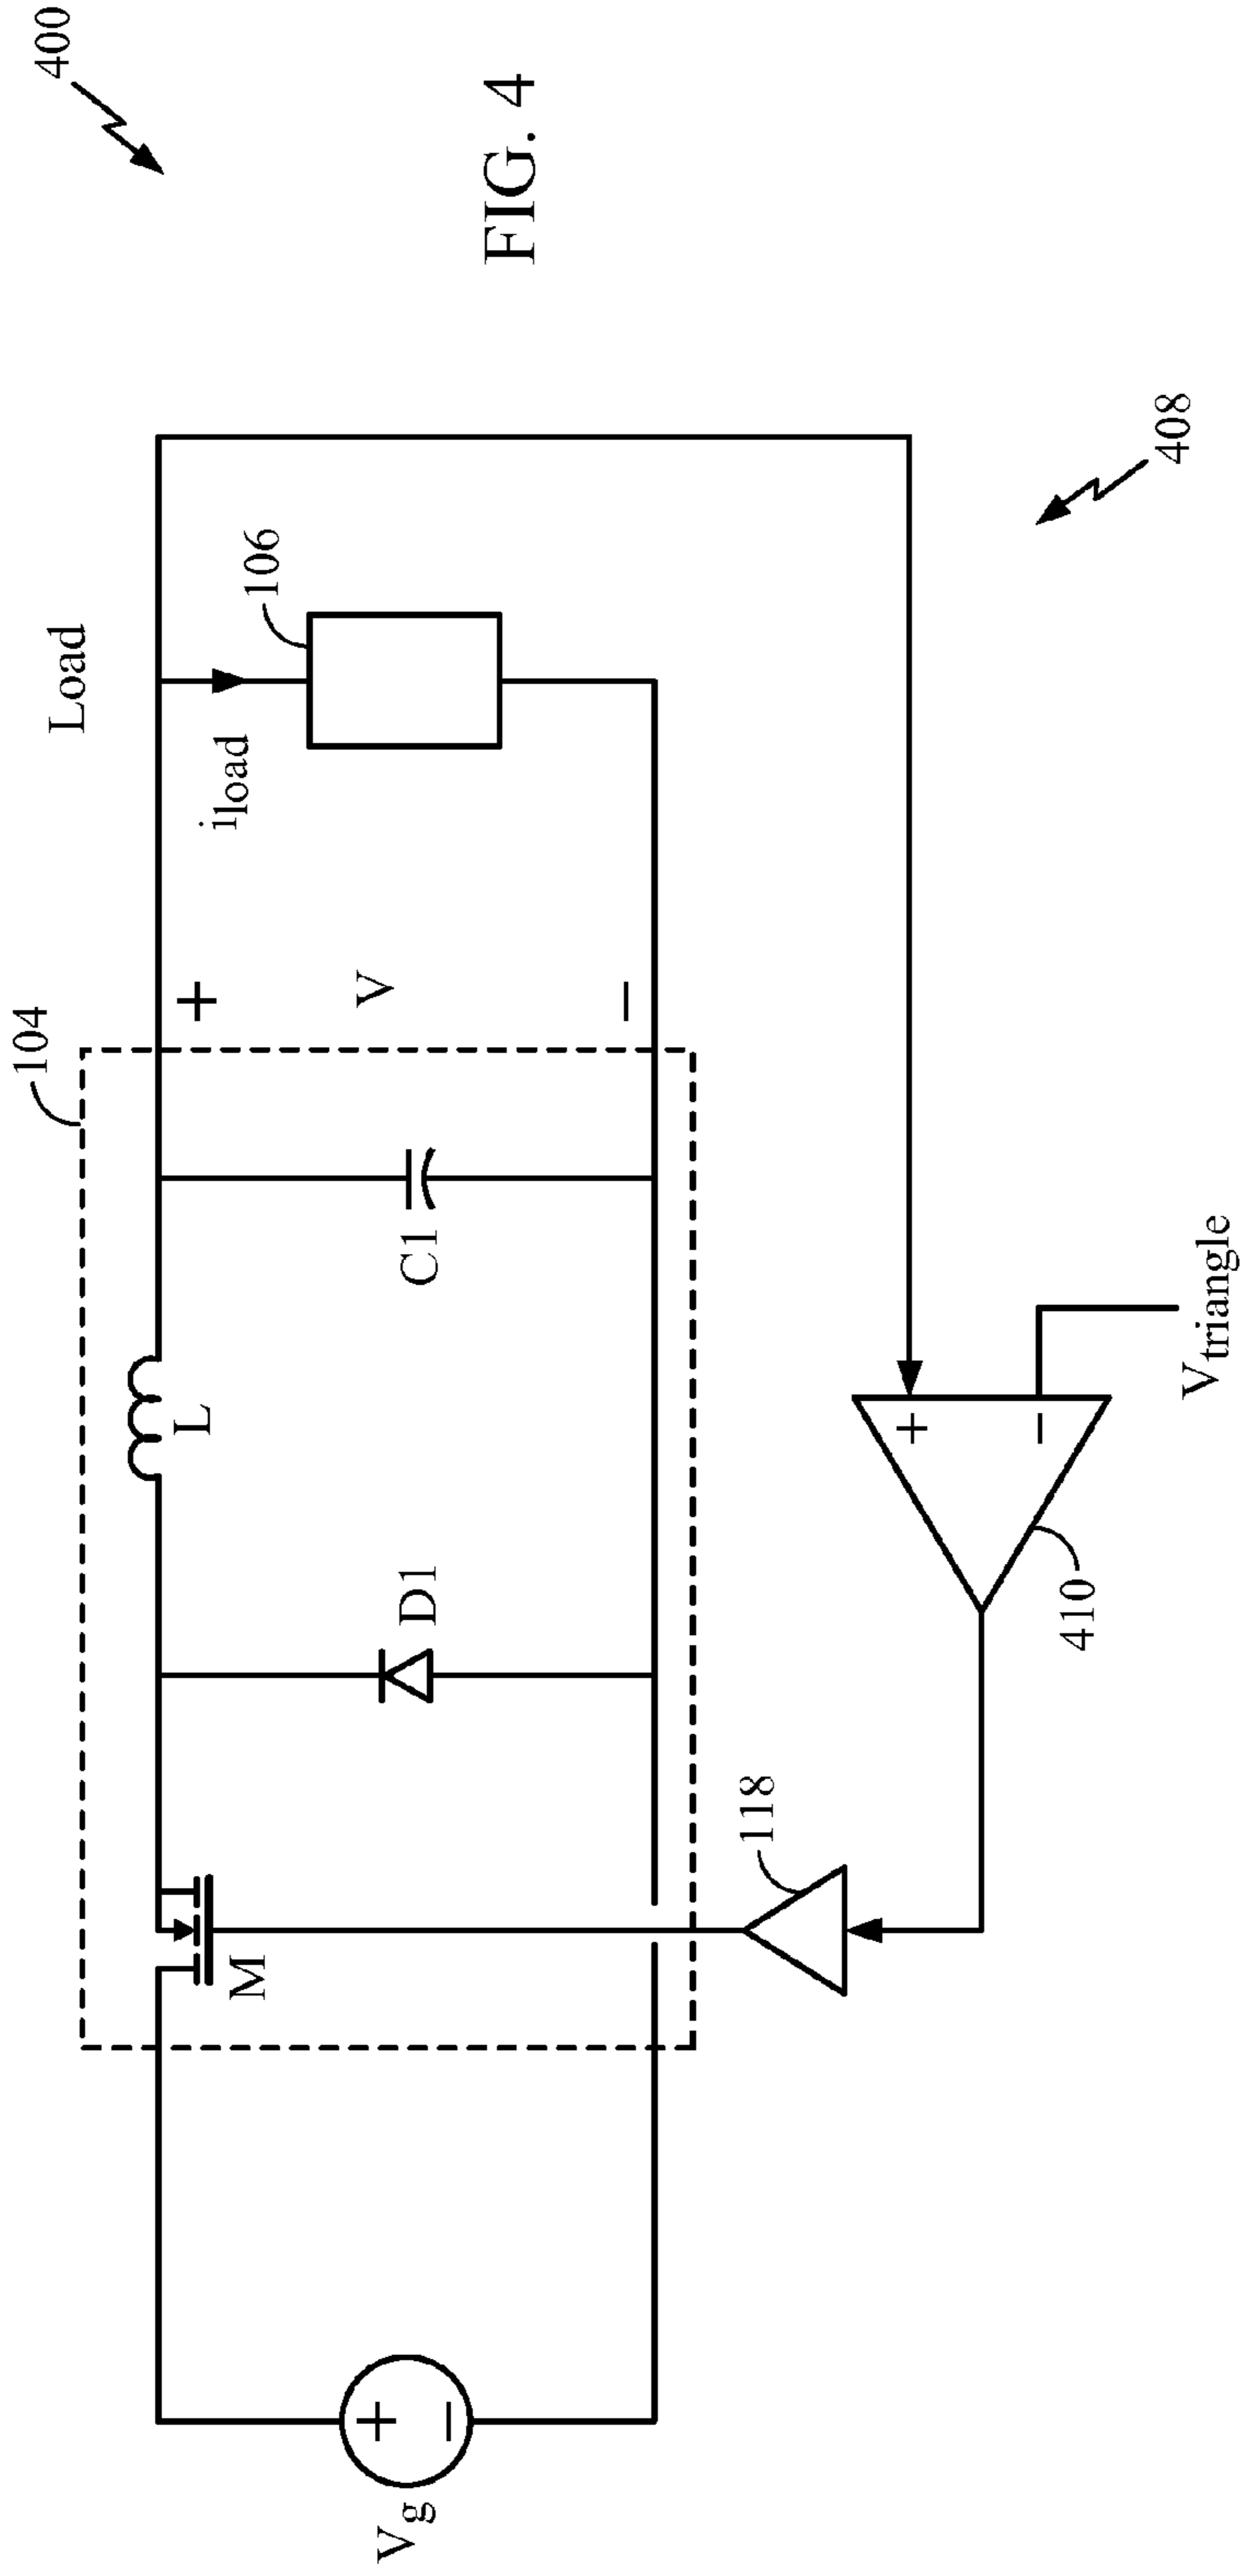 400
FIG. 4
Load
104
106
iload
+
V
−
L
C1
D1
M
Vg
+
−
118
+
−
410
Vtriangle
408